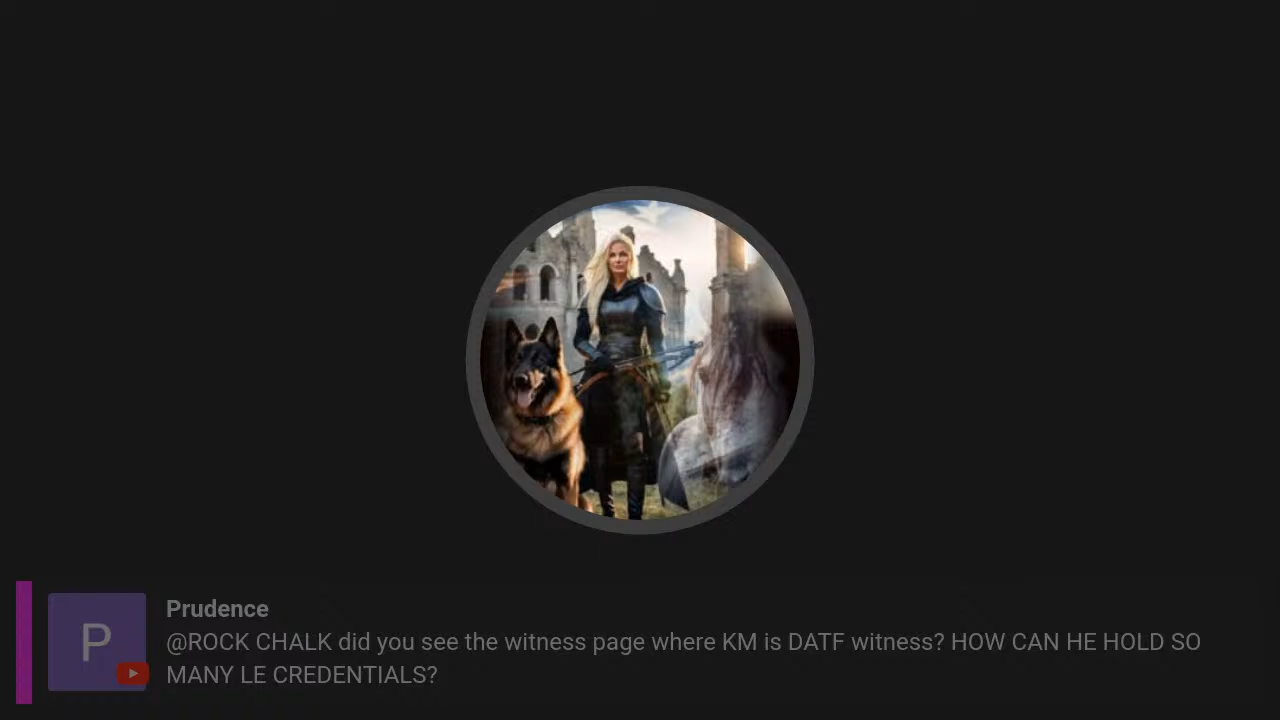 P
Prudence
@ROCK CHALK did you see the witness page where KM is DATF witness? HOW CAN HE HOLD SO
MANY LE CREDENTIALS?